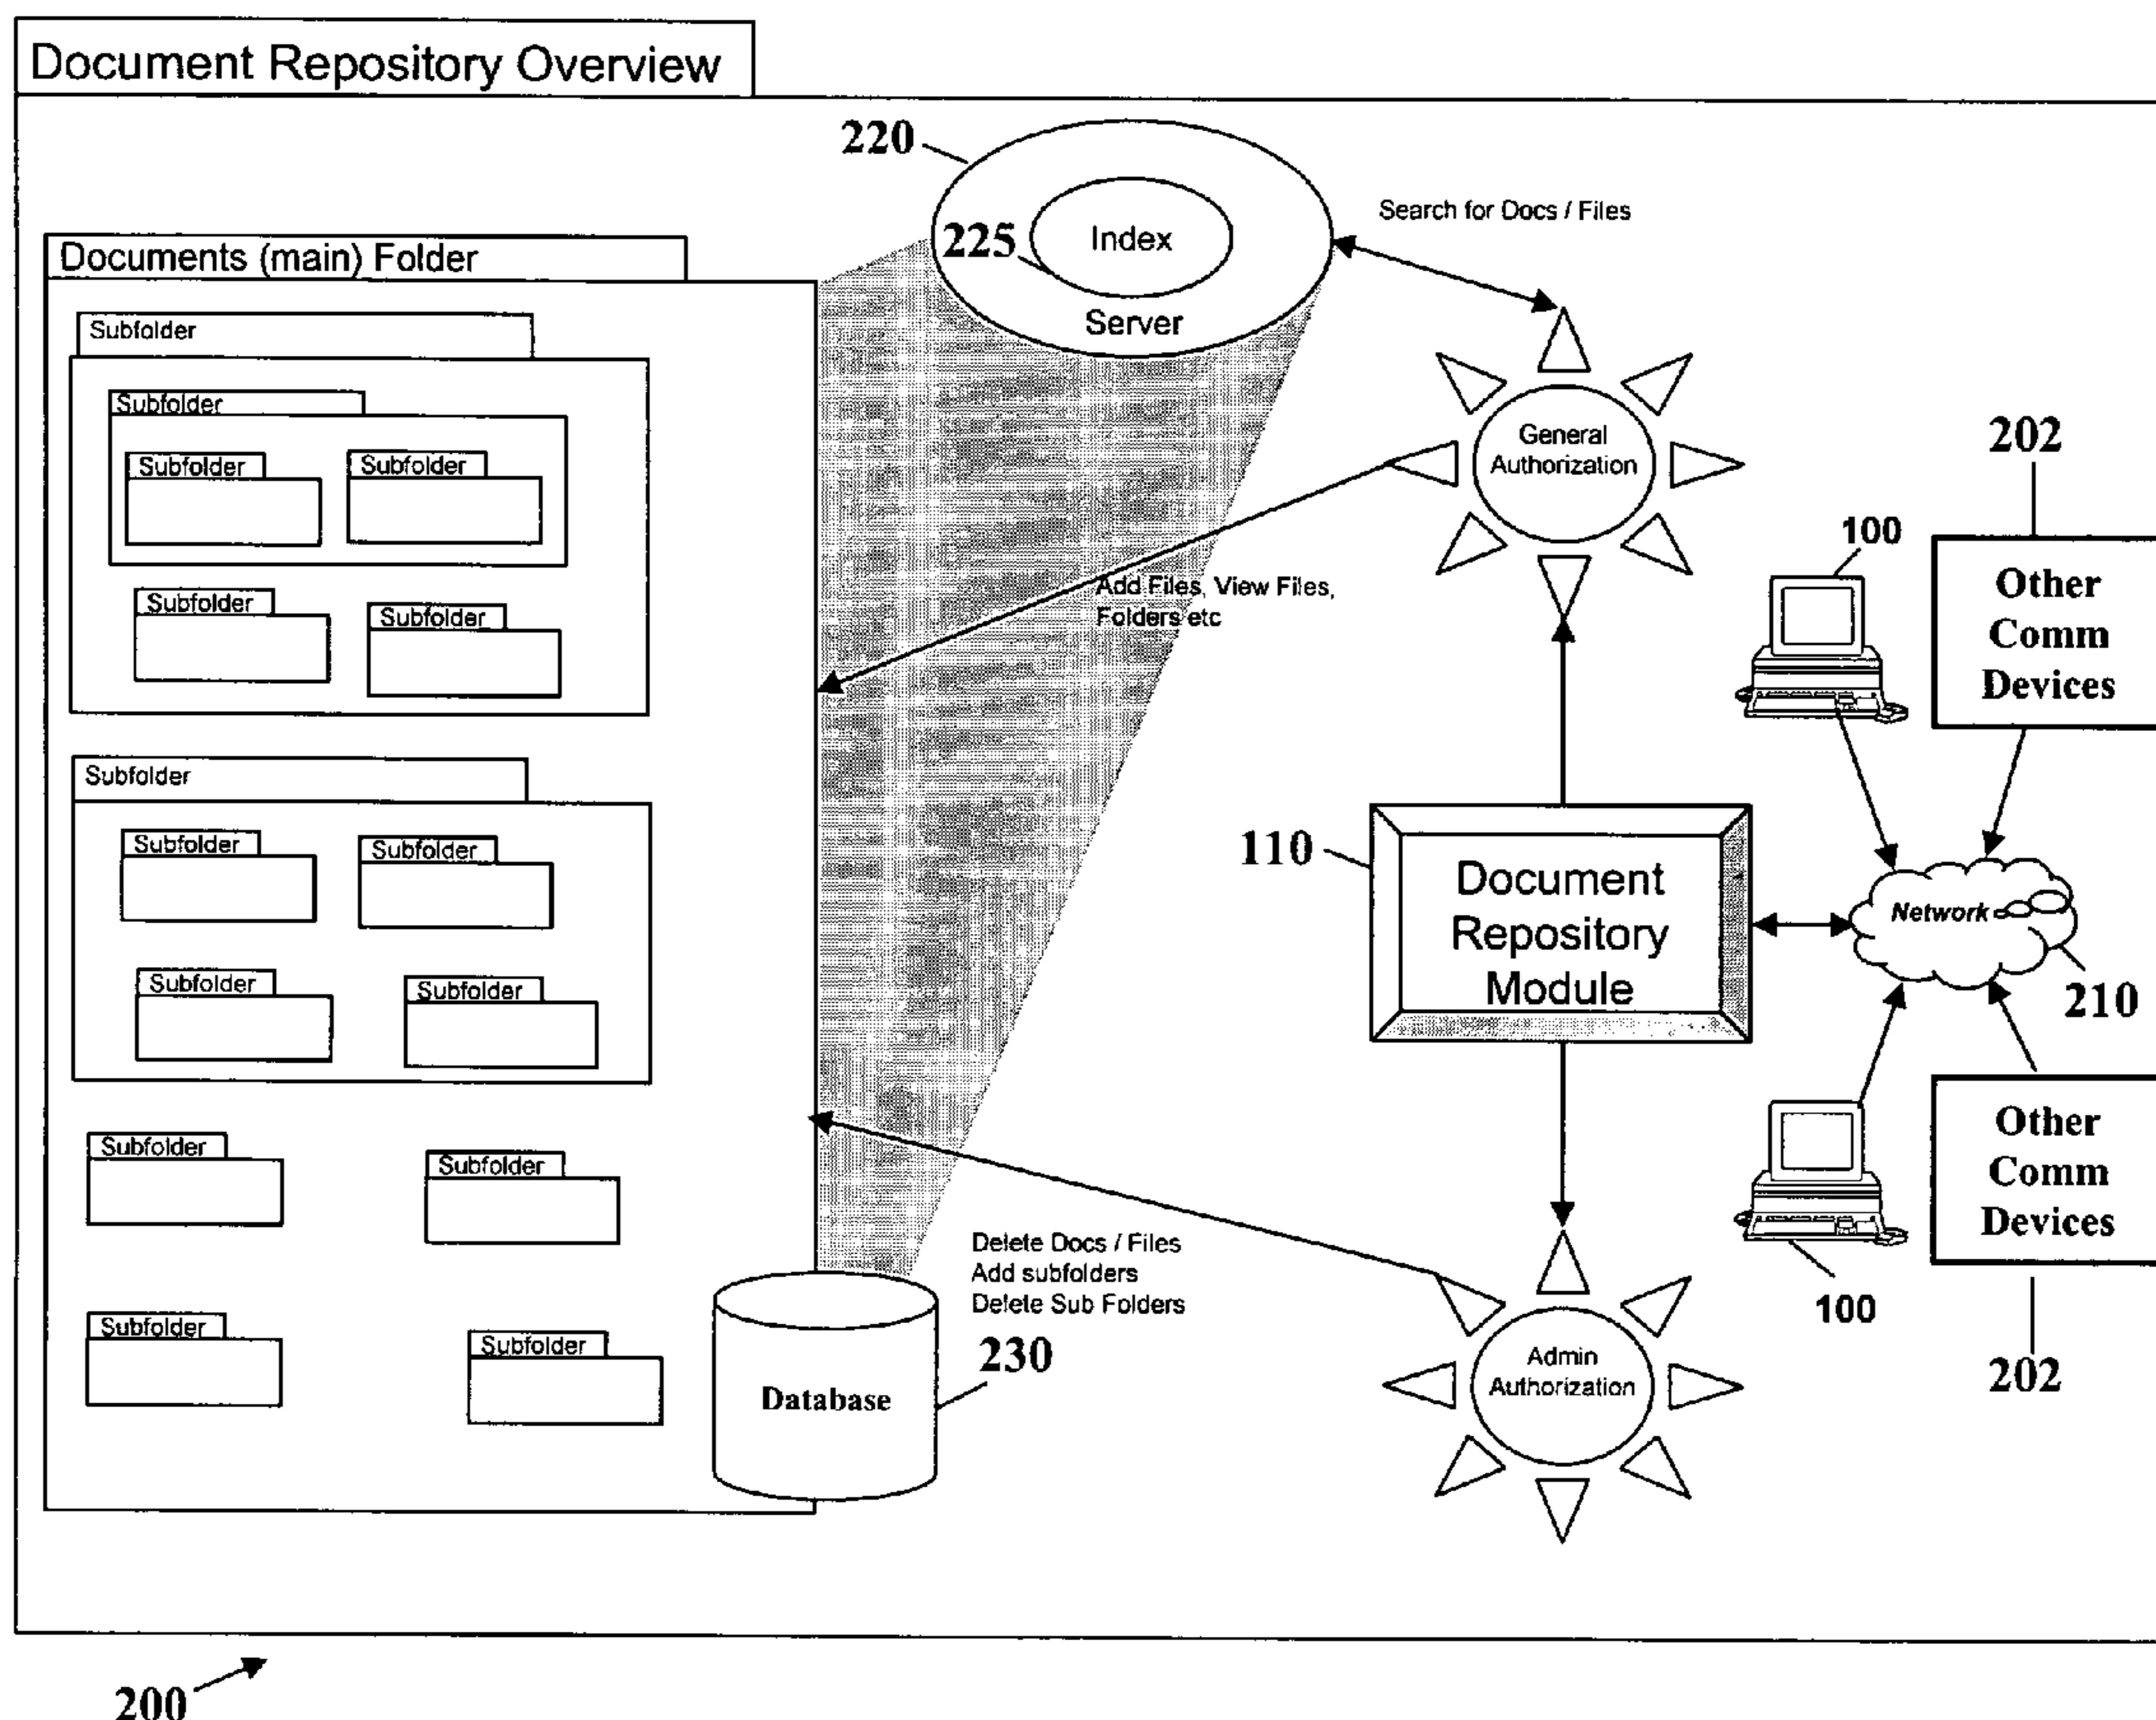 Document Repository Overview
220
225
Index
Server
Search for Docs / Files
Documents (main) Folder
Subfolder
Subfolder
Subfolder
Subfolder
Subfolder
Subfolder
General
Authorization
Add Files, View Files,
Folders etc
202
100
Other
Comm
Devices
Subfolder
Subfolder
Subfolder
Subfolder
Subfolder
110
Document
Repository
Module
Network
210
Subfolder
Subfolder
Subfolder
Subfolder
Delete Docs / Files
Add subfolders
Delete Sub Folders
230
Database
Admin
Authorization
Other
Comm
Devices
100
202
200